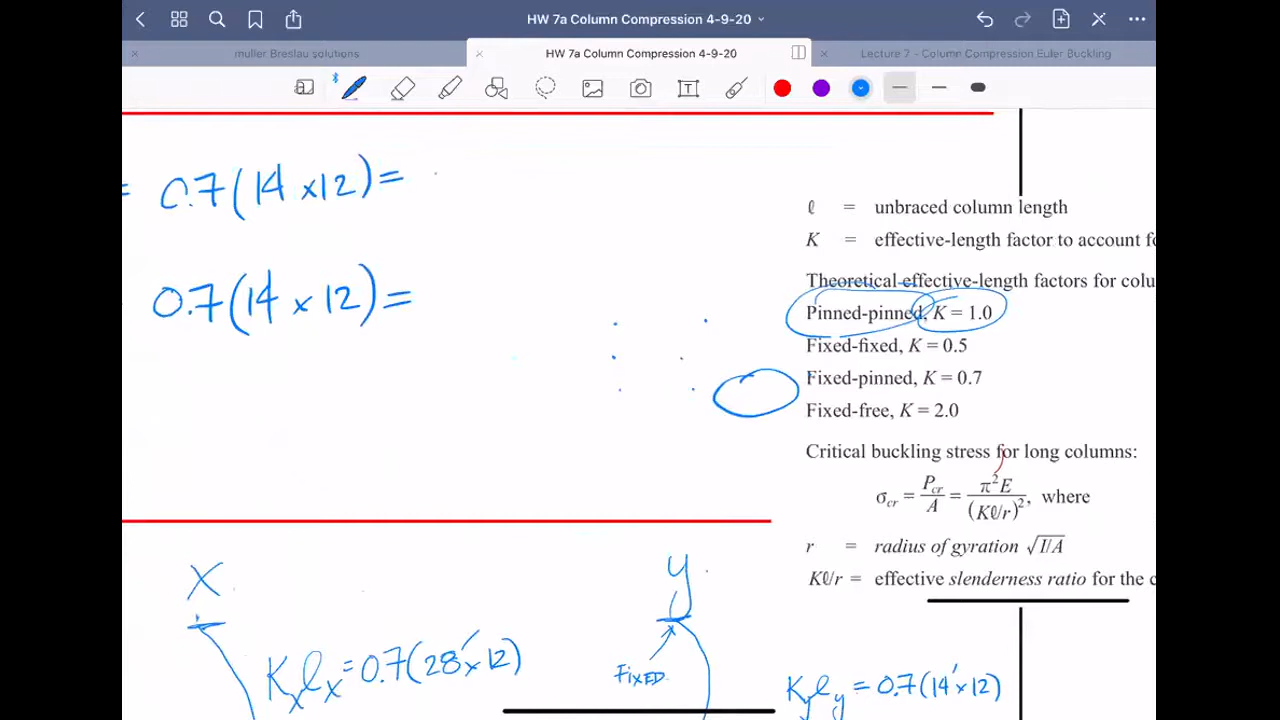 HW 7a Column Compression 4-9-20
muller Breslau solutions
HW 7a Column Compression 4-9-20
Lecture 7 - Column Compression Euler Buckling
= 0.7(14 x12)=
0.7(14 x 12)=
ℓ = unbraced column length
K = effective-length factor to account fo
Theoretical effective-length factors for colu
Pinned-pinned, K = 1.0
Fixed-fixed, K = 0.5
Fixed-pinned, K = 0.7
Fixed-free, K = 2.0
Critical buckling stress for long columns:
σcr = Pcr/A = π²E/(Kℓ/r)², where
r = radius of gyration √I/A
Kℓ/r = effective slenderness ratio for the c
X
Kxℓx=0.7(28'x12)
y
FIXED
Kyℓy = 0.7(14'x12)